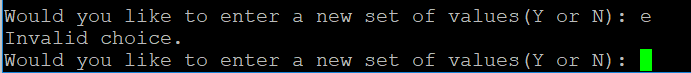 Would you like to enter a new set of values(Y or N): e
Invalid choice.
Would you like to enter a new set of values(Y or N):